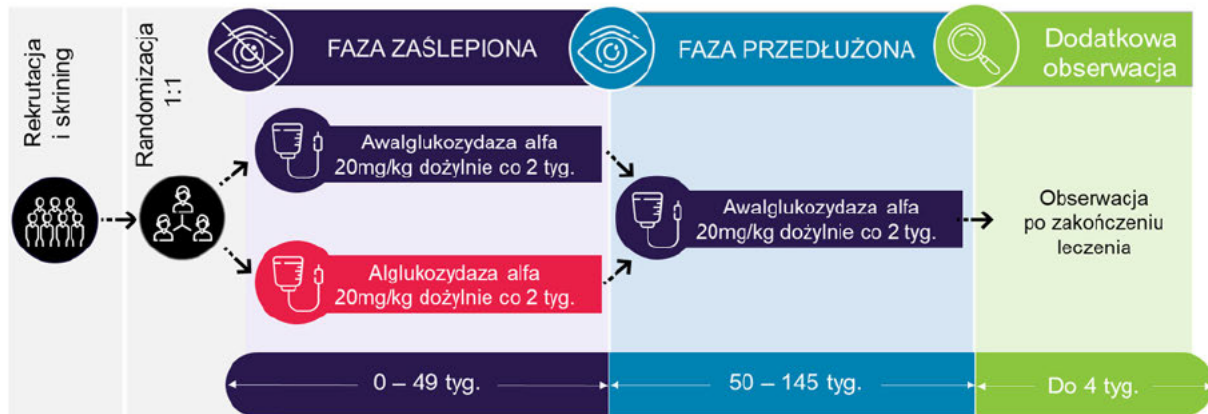 Rekrutacja
i skrining
Randomizacja
1:1
FAZA ZAŚLEPIONA
FAZA PRZEDŁUŻONA
Dodatkowa
obserwacja
Awalglukozydaza alfa
20mg/kg dożylnie co 2 tyg.
Alglukozydaza alfa
20mg/kg dożylnie co 2 tyg.
Awalglukozydaza alfa
20mg/kg dożylnie co 2 tyg.
Obserwacja
po zakończeniu
leczenia
0 – 49 tyg.
50 – 145 tyg.
Do 4 tyg.